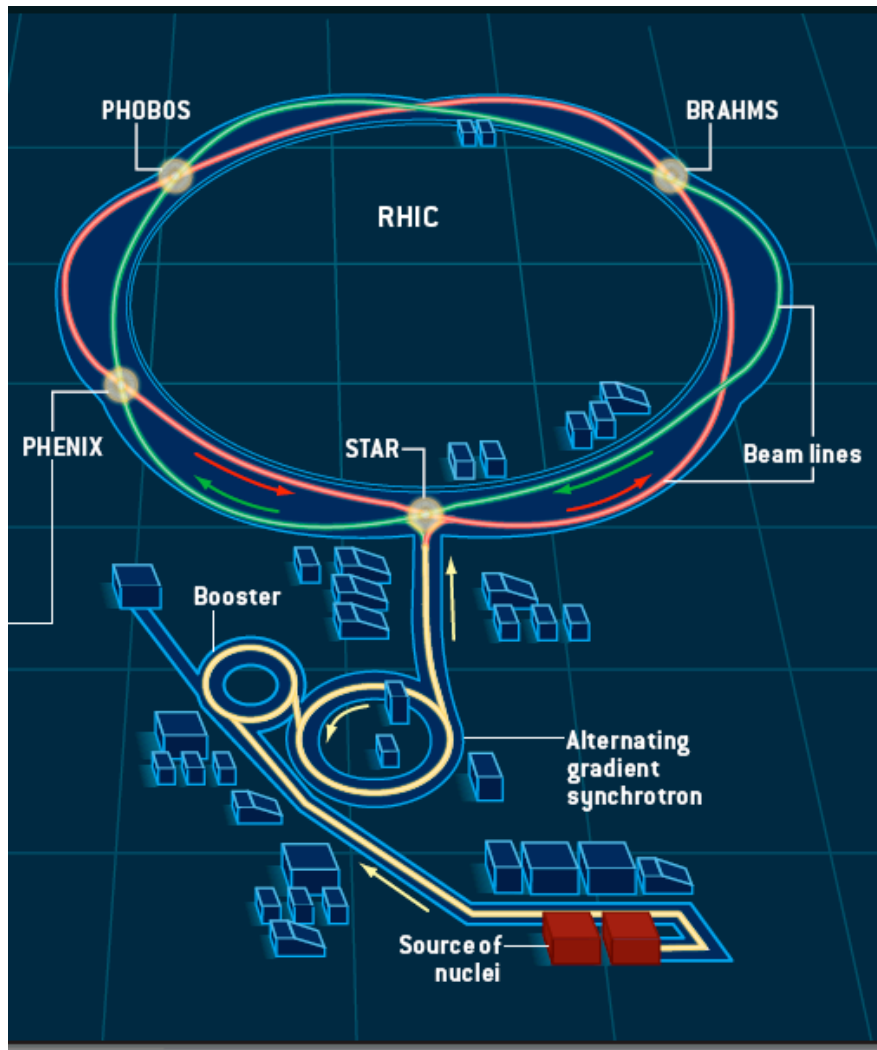 PHOBOS
BRAHMS
RHIC
PHENIX
STAR
Beam lines
Booster
Alternating
gradient
synchrotron
Source of
nuclei